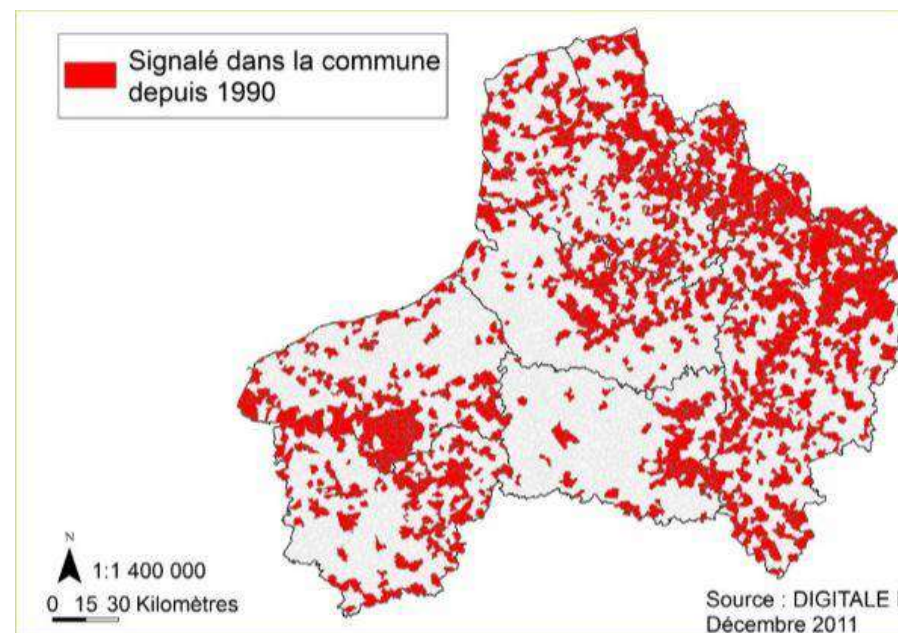 Signalé dans la commune
depuis 1990
N
1:1 400 000
0 15 30 Kilomètres
Source : DIGITALE
Décembre 2011